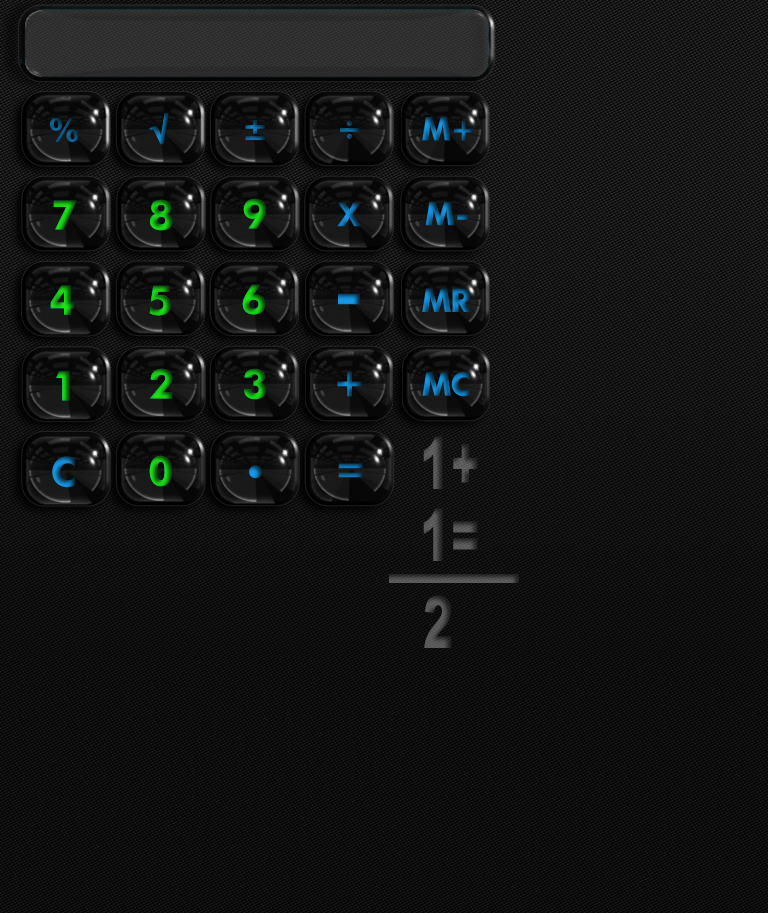 % √ ± ÷ M+
7 8 9 X M-
4 5 6 - MR
1 2 3 + MC
C 0 • =
1+
1=
2